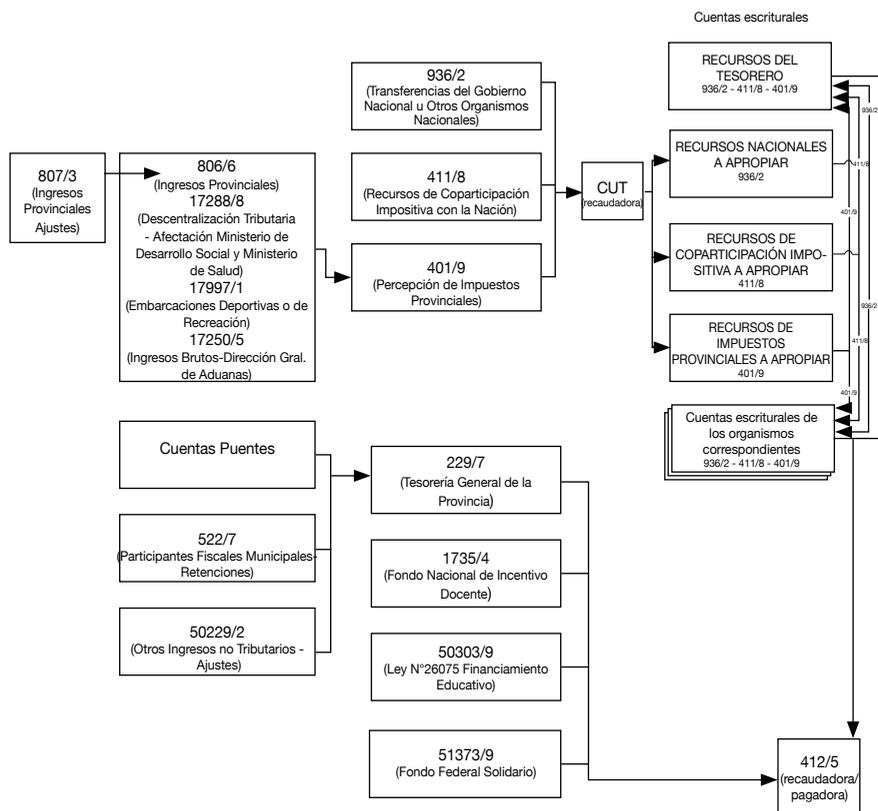 Cuentas escriturales
RECURSOS DEL
TESORERO
936/2 - 411/8 - 401/9
936/2
(Transferencias del Gobierno
Nacional u Otros Organismos
Nacionales)
936/2
RECURSOS NACIONALES
A APROPIAR
936/2
411/8
807/3
(Ingresos
Provinciales
Ajustes)
806/6
(Ingresos Provinciales)
17288/8
(Descentralización Tributaria
- Afectación Ministerio de
Desarrollo Social y Ministerio
de Salud)
17997/1
(Embarcaciones Deportivas o de
Recreación)
17250/5
(Ingresos Brutos-Dirección Gral.
de Aduanas)
411/8
(Recursos de Coparticipación
Impositiva con la Nación)
CUT
(recaudadora)
401/9
RECURSOS DE
COPARTICIPACIÓN IMPO-
SITIVA A APROPIAR
411/8
401/9
(Percepción de Impuestos
Provinciales)
936/2
RECURSOS DE
IMPUESTOS
PROVINCIALES A APROPIAR
401/9
411/8
401/9
Cuentas escriturales de
los organismos
correspondientes
936/2 - 411/8 - 401/9
Cuentas Puentes
229/7
(Tesorería General de la
Provincia)
522/7
(Participantes Fiscales Municipales-
Retenciones)
1735/4
(Fondo Nacional de Incentivo
Docente)
50229/2
(Otros Ingresos no Tributarios -
Ajustes)
50303/9
(Ley N°26075 Financiamiento
Educativo)
51373/9
(Fondo Federal Solidario)
412/5
(recaudadora/
pagadora)